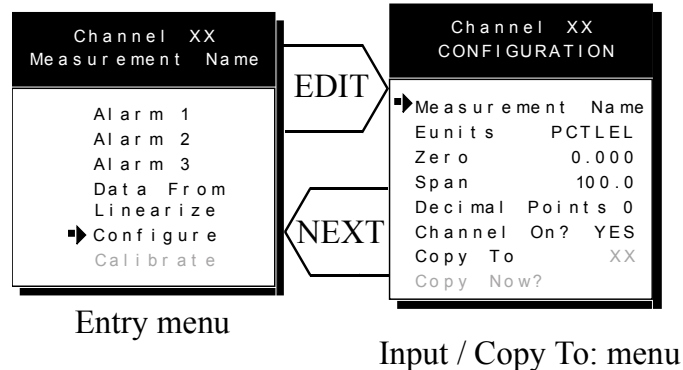 Channel XX
Measurement Name
Alarm 1
Alarm 2
Alarm 3
Data From
Linearize
Configure
Calibrate
Entry menu
EDIT
NEXT
Channel XX
CONFIGURATION
Measurement Name
Eunits PCTLEL
Zero 0.000
Span 100.0
Decimal Points 0
Channel On? YES
Copy To XX
Copy Now?
Input / Copy To: menu